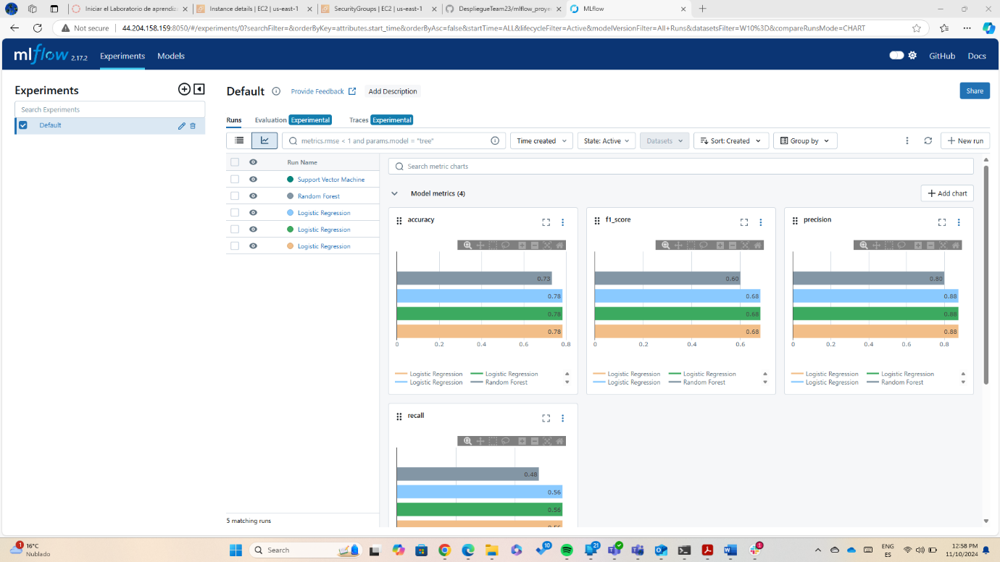 Iniciar el Laboratorio de aprendiz
Instance details | EC2 | us-east-1
SecurityGroups | EC2 | us-east-1
DespliegueTeam23/mlflow_proye
MLflow
Not secure
44.204.158.159:8050/#/experiments/0?searchFilter=&orderByKey=attributes.start_time&orderByAsc=false&startTime=ALL&lifecycleFilter=Active&modelVersionFilter=All+Runs&datasetsFilter=W10%3D&compareRunsMode=CHART
mlflow 2.17.2
Experiments
Models
GitHub
Docs
Experiments
Search Experiments
Default
Default
Provide Feedback
Add Description
Share
Runs
Evaluation Experimental
Traces Experimental
metrics.rmse < 1 and params.model = "tree"
Time created
State: Active
Datasets
Sort: Created
Group by
New run
Run Name
Support Vector Machine
Random Forest
Logistic Regression
Logistic Regression
Logistic Regression
5 matching runs
Search metric charts
Model metrics (4)
Add chart
accuracy
0.73
0.78
0.78
0.78
0 0.2 0.4 0.6 0.8
Logistic Regression Logistic Regression
Logistic Regression Random Forest
f1_score
0.60
0.68
0.68
0.68
0 0.2 0.4 0.6
Logistic Regression Logistic Regression
Logistic Regression Random Forest
precision
0.80
0.88
0.88
0.88
0 0.2 0.4 0.6 0.8
Logistic Regression Logistic Regression
Logistic Regression Random Forest
recall
0.48
0.56
0.56
0.56
1
16°C
Nublado
Search
10
21
1
ENG
ES
12:58 PM
11/10/2024